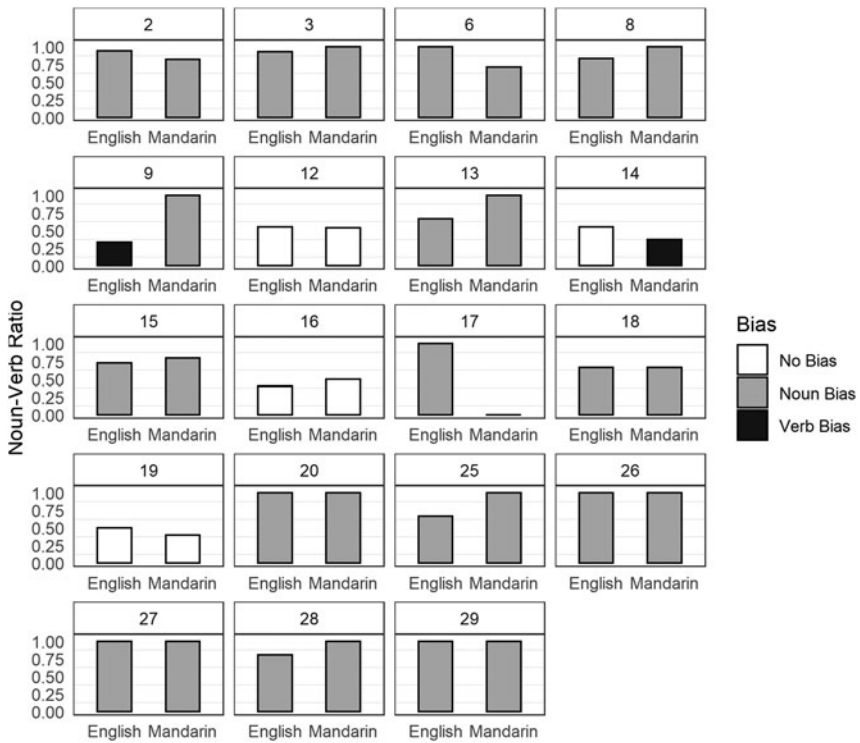 2 3 6 8
1.00
0.75
0.50
0.25
0.00
English Mandarin English Mandarin English Mandarin English Mandarin
9 12 13 14
1.00
0.75
0.50
0.25
0.00
English Mandarin English Mandarin English Mandarin English Mandarin
Noun-Verb Ratio
15 16 17 18
1.00
0.75
0.50
0.25
0.00
English Mandarin English Mandarin English Mandarin English Mandarin
19 20 25 26
1.00
0.75
0.50
0.25
0.00
English Mandarin English Mandarin English Mandarin English Mandarin
27 28 29
1.00
0.75
0.50
0.25
0.00
English Mandarin English Mandarin English Mandarin
Bias
No Bias
Noun Bias
Verb Bias